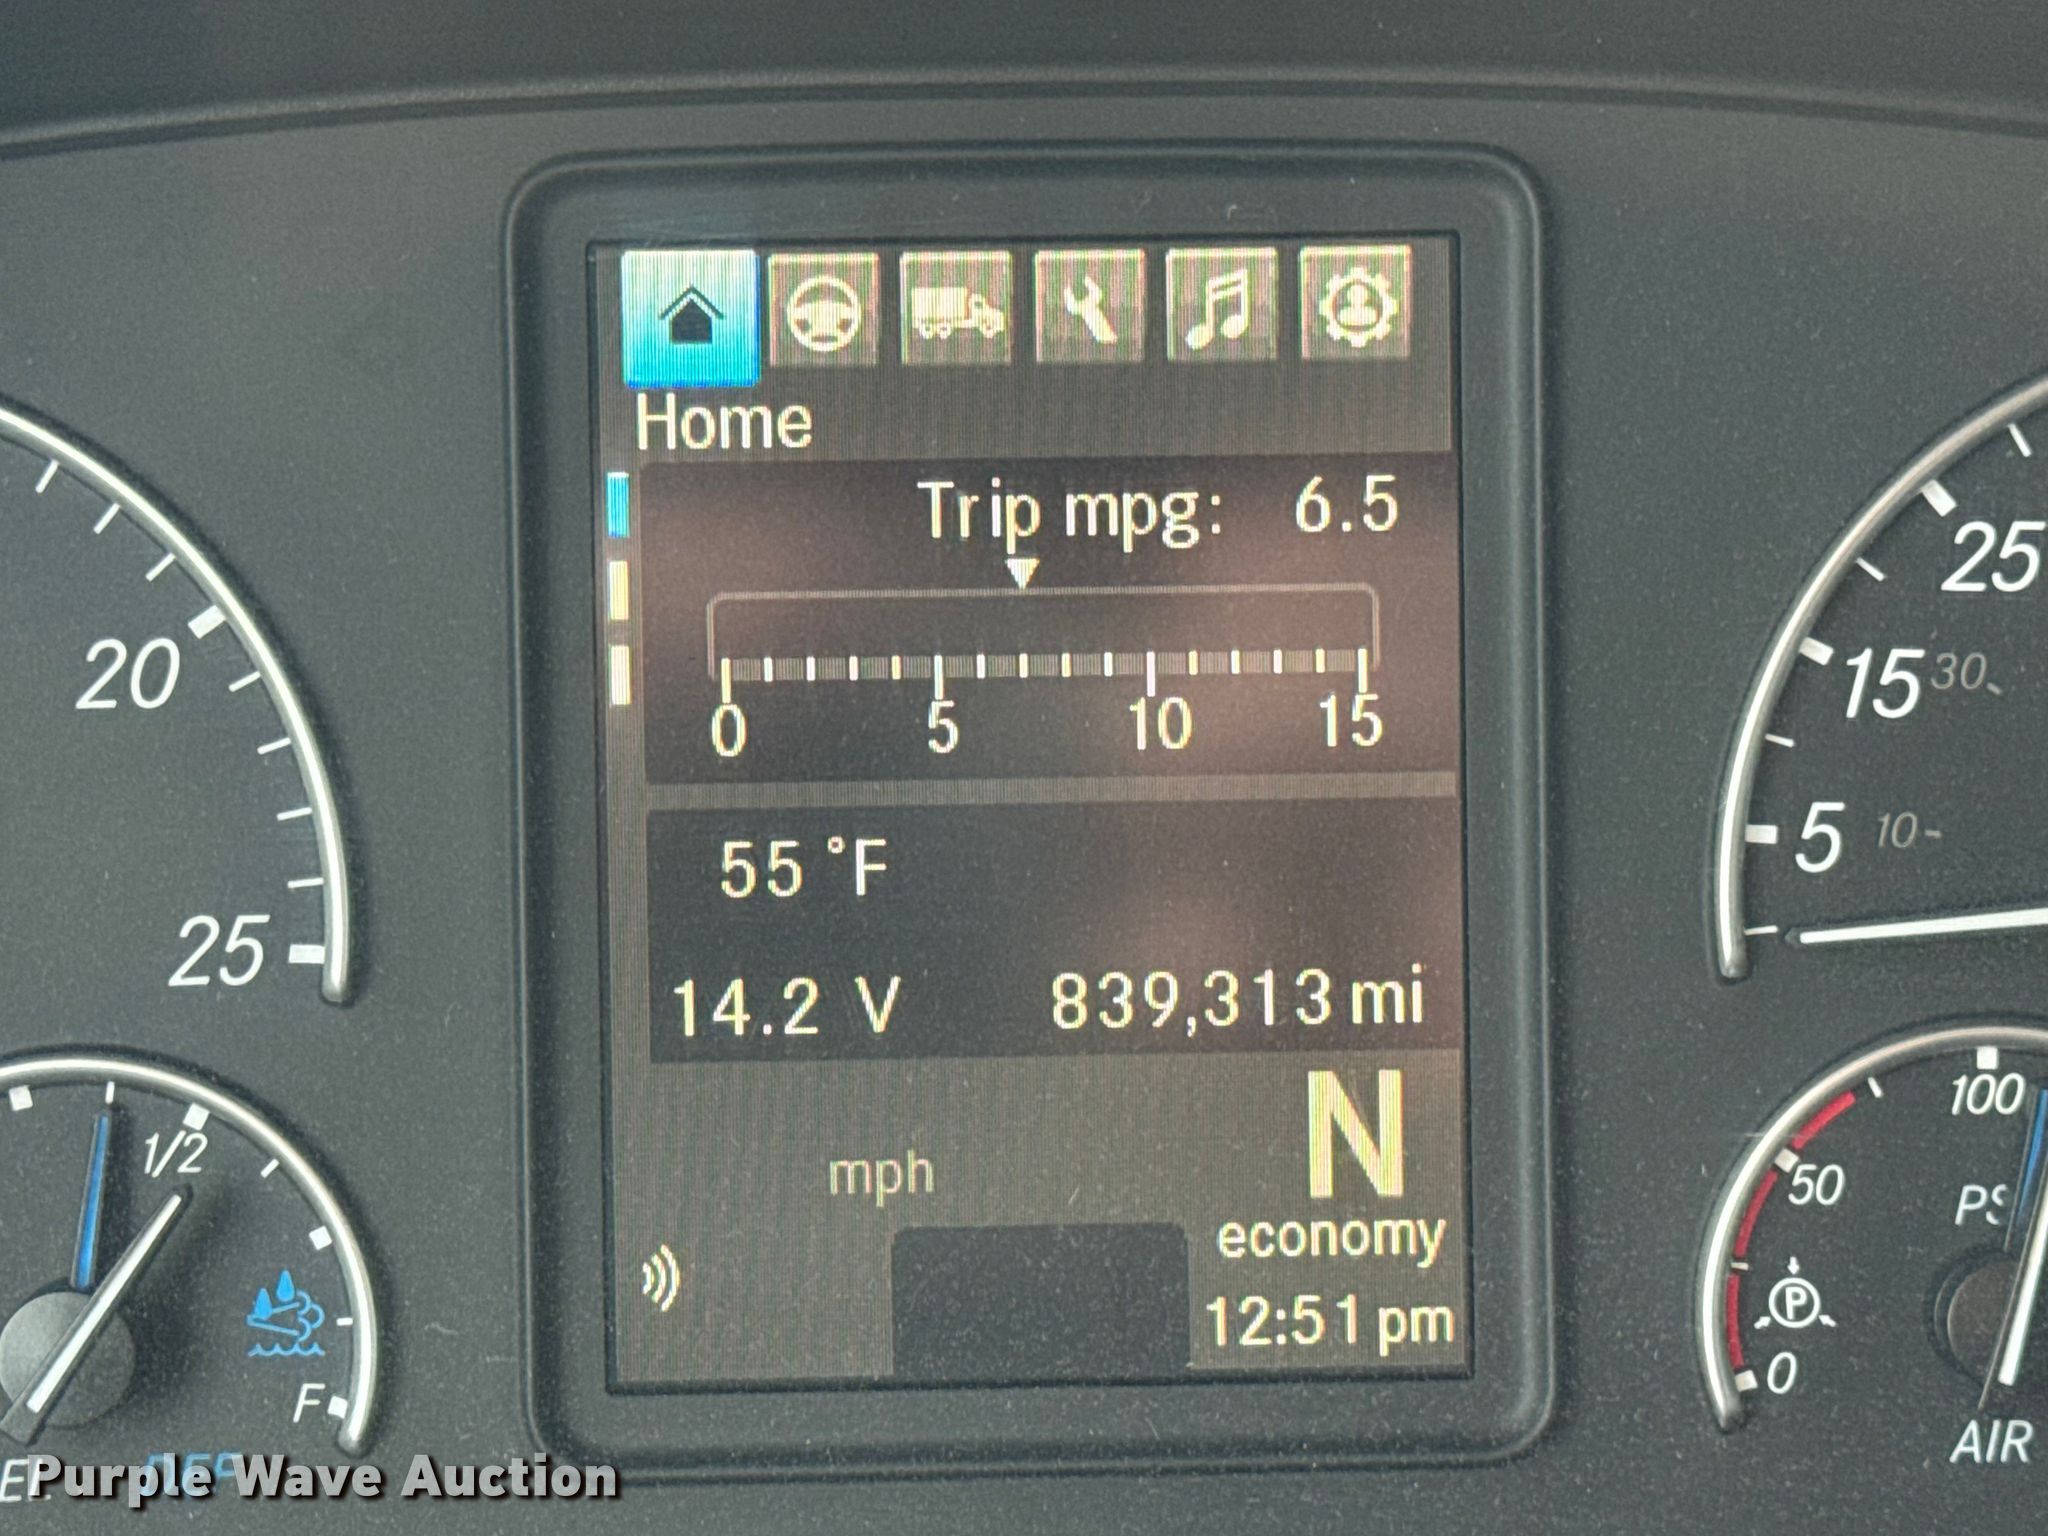 Home
Trip mpg: 6.5
0 5 10 15
55 °F
14.2 V 839,313 mi
N
mph
economy
12:51 pm
20
25
1/2
F
25
15 30
5 10
100
50
P
0
AIR
Purple Wave Auction